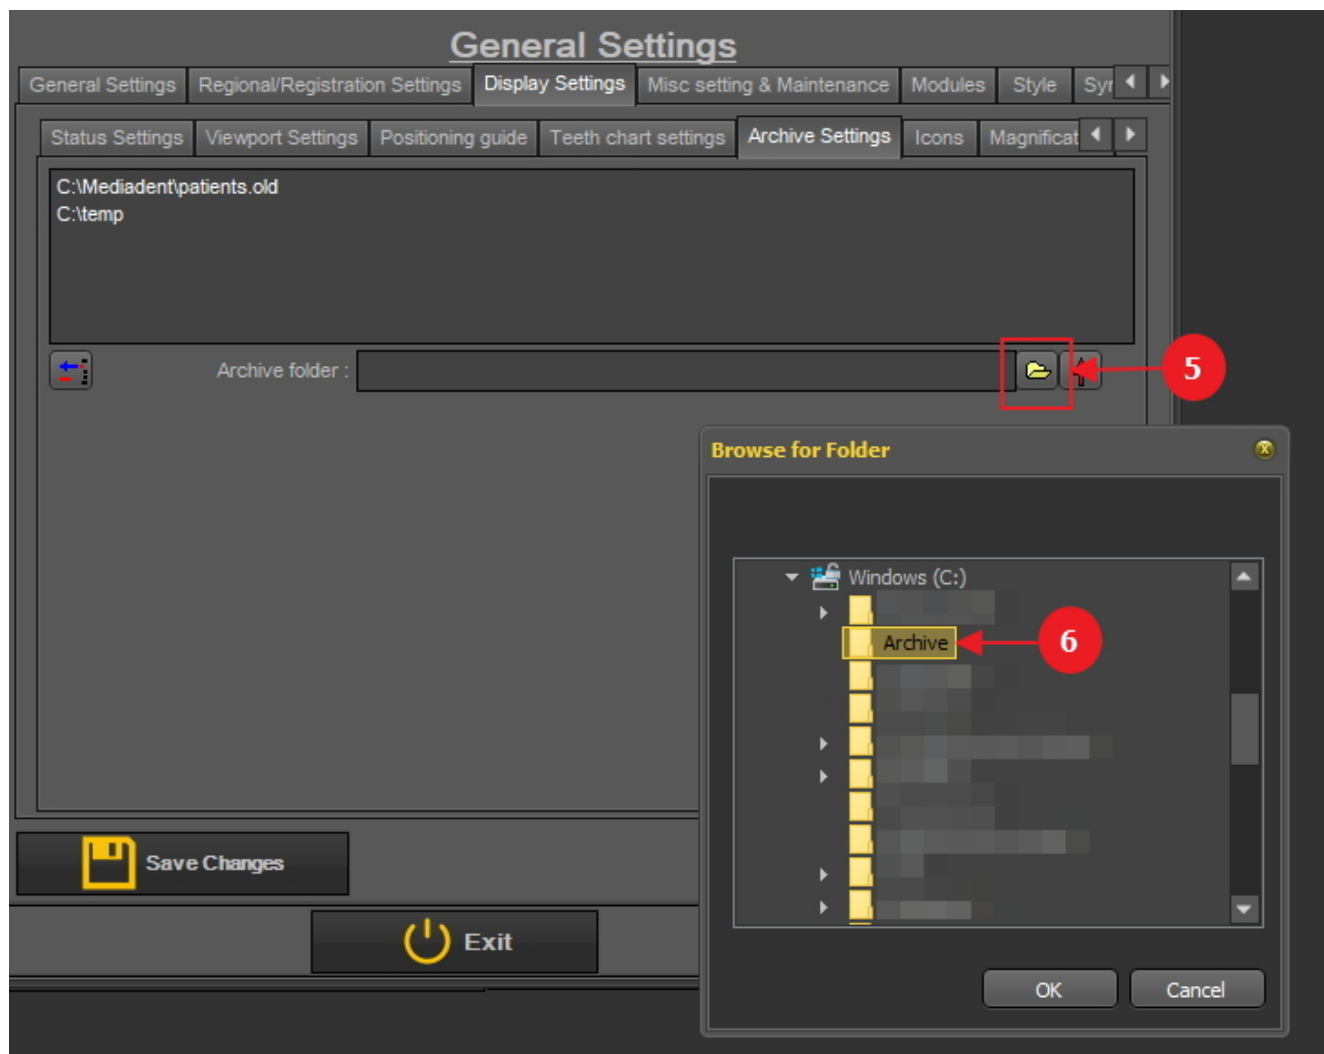 General Settings
General Settings Regional/Registration Settings Display Settings Misc setting & Maintenance Modules Style Syr
Status Settings Viewport Settings Positioning guide Teeth chart settings Archive Settings Icons Magnificat
C:\Mediadent\patients.old
C:\temp
Archive folder :
5
Browse for Folder
Windows (C:)
Archive
6
Save Changes
Exit
OK Cancel